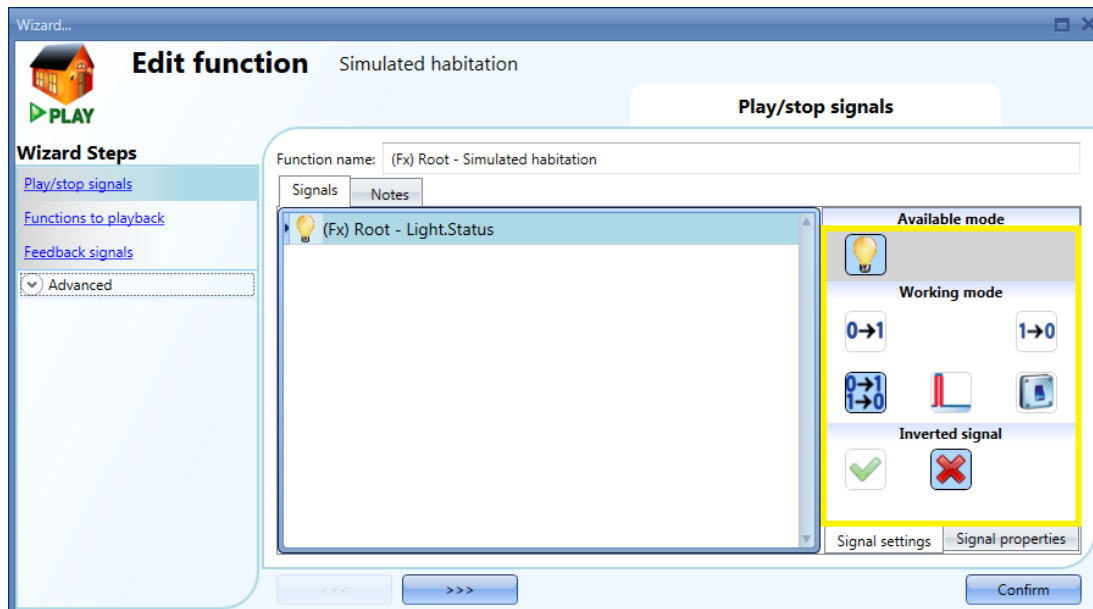 Wizard...
Edit function Simulated habitation
PLAY
Play/stop signals
Wizard Steps
Play/stop signals
Functions to playback
Feedback signals
Advanced
Function name: (Fx) Root - Simulated habitation
Signals Notes
(Fx) Root - Light.Status
Available mode
Working mode
0→1 1→0
0→1
1→0
Inverted signal
Signal settings Signal properties
<<< >>> Confirm